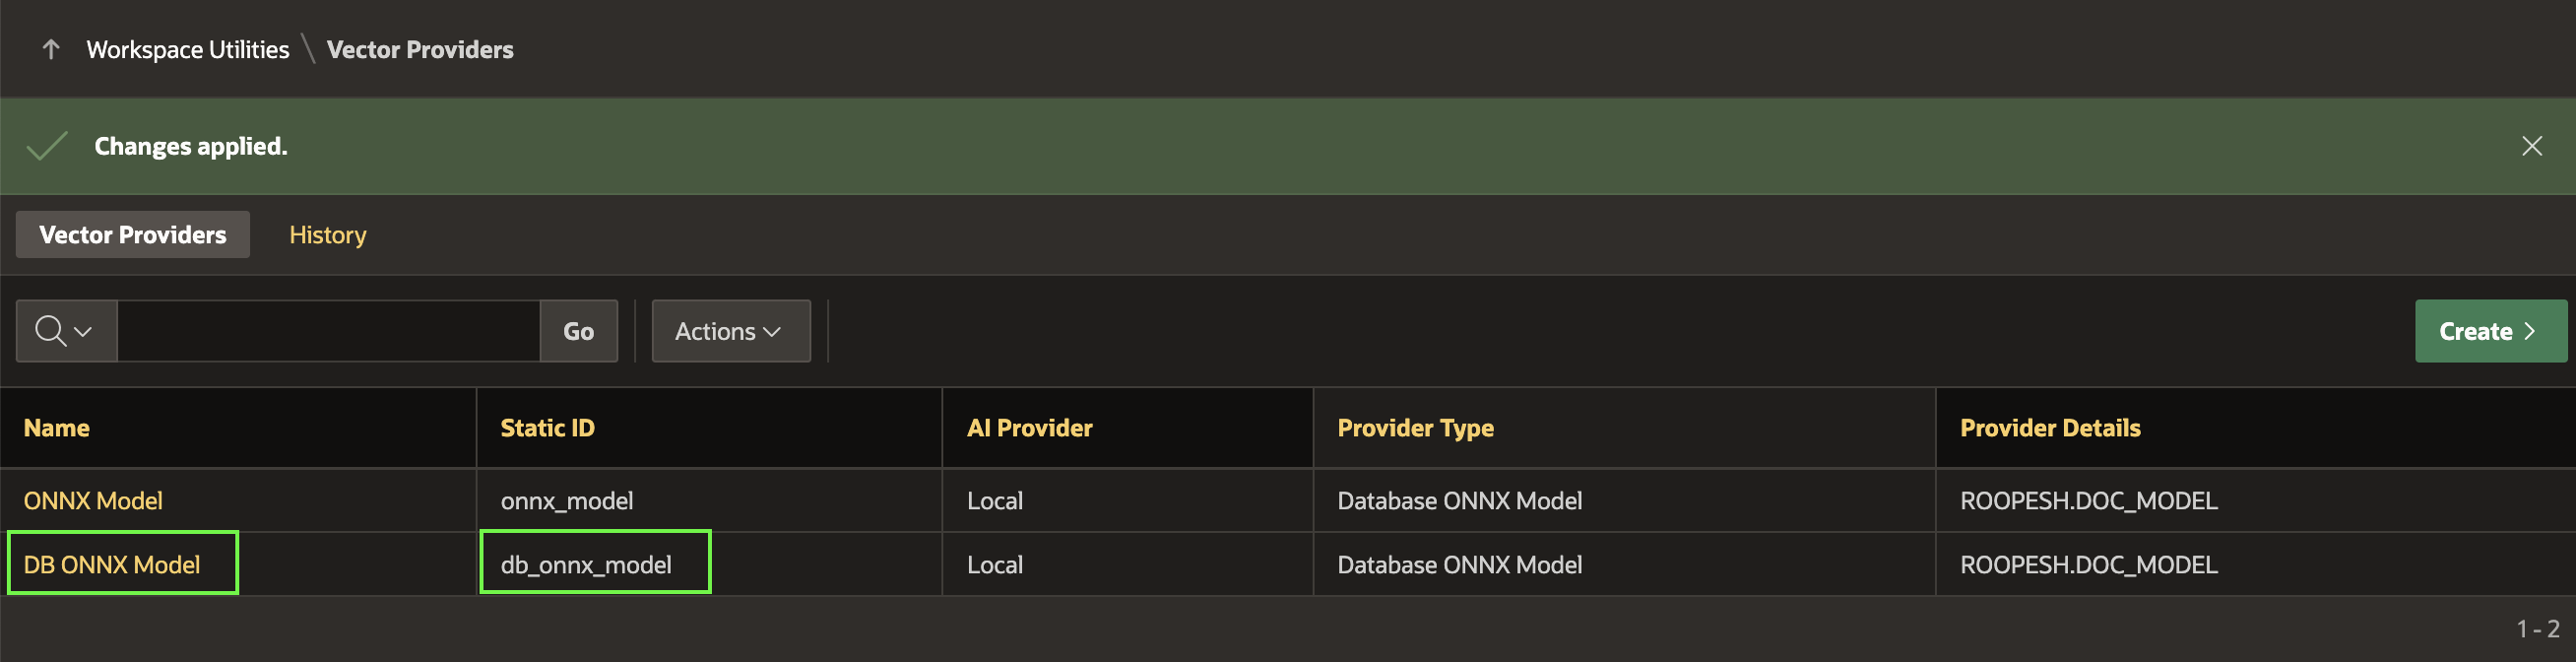 Workspace Utilities \ Vector Providers
Changes applied.
Vector Providers History
Go Actions Create
Name Static ID AI Provider Provider Type Provider Details
ONNX Model onnx_model Local Database ONNX Model ROOPESH.DOC_MODEL
DB ONNX Model db_onnx_model Local Database ONNX Model ROOPESH.DOC_MODEL
1 - 2